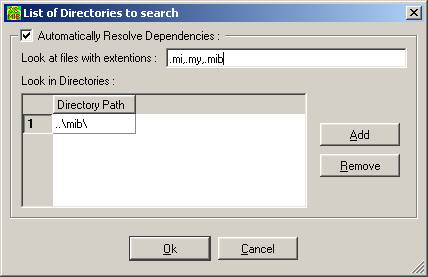 List of Directories to search
Automatically Resolve Dependencies :
Look at files with extentions : .mi,.my,.mib
Look in Directories :
Directory Path
1 ..\mib\
Add
Remove
Ok Cancel